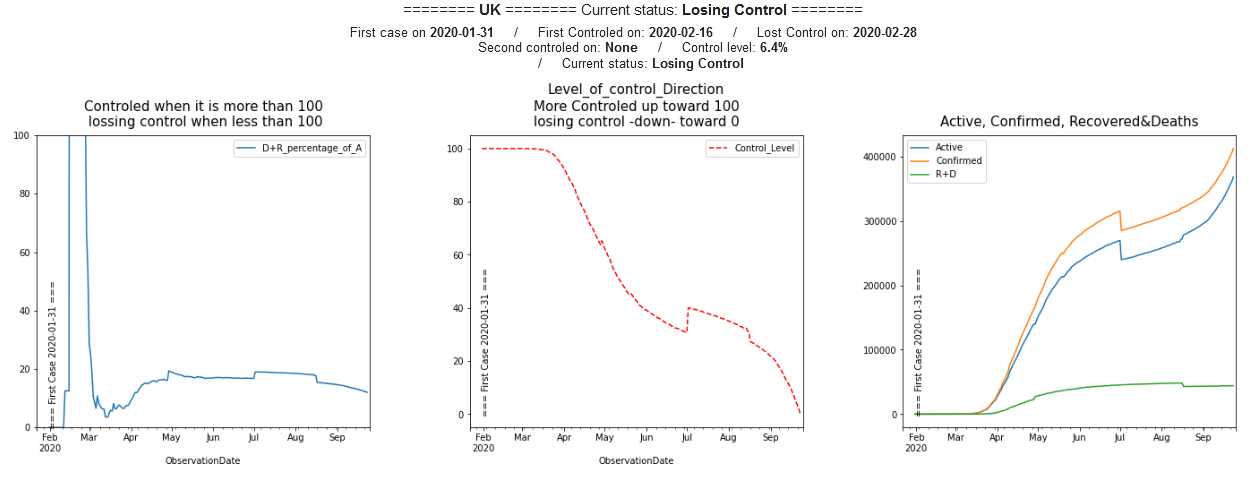 ======== UK ======== Current status: Losing Control ========
First case on 2020-01-31 / First Controled on: 2020-02-16 / Lost Control on: 2020-02-28
Second controled on: None / Control level: 6.4%
/ Current status: Losing Control
Controled when it is more than 100
lossing control when less than 100
D+R_percentage_of_A
100
80
60
40
20
0
=== First Case 2020-01-31 ===
Feb Mar Apr May Jun Jul Aug Sep
2020
ObservationDate
Level_of_control_Direction
More Controled up toward 100
losing control -down- toward 0
Control_Level
100
80
60
40
20
0
=== First Case 2020-01-31 ===
Feb Mar Apr May Jun Jul Aug Sep
2020
ObservationDate
Active, Confirmed, Recovered&Deaths
Active
Confirmed
R+D
400000
300000
200000
100000
0
=== First Case 2020-01-31 ===
Feb Mar Apr May Jun Jul Aug Sep
2020